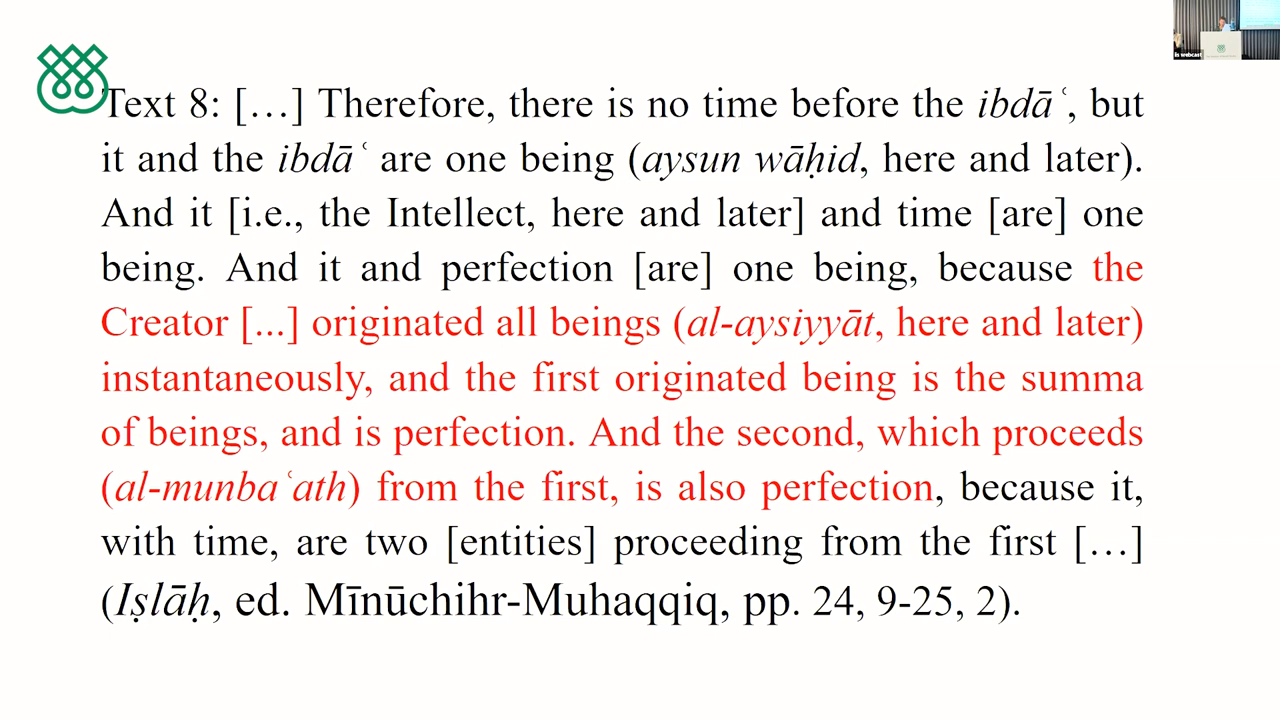 Text 8: […] Therefore, there is no time before the ibdāʿ, but
it and the ibdāʿ are one being (aysun wāḥid, here and later).
And it [i.e., the Intellect, here and later] and time [are] one
being. And it and perfection [are] one being, because the
Creator [...] originated all beings (al-aysiyyāt, here and later)
instantaneously, and the first originated being is the summa
of beings, and is perfection. And the second, which proceeds
(al-munbaʿath) from the first, is also perfection, because it,
with time, are two [entities] proceeding from the first […]
(Iṣlāḥ, ed. Mīnūchihr-Muhaqqiq, pp. 24, 9-25, 2).
is webcast